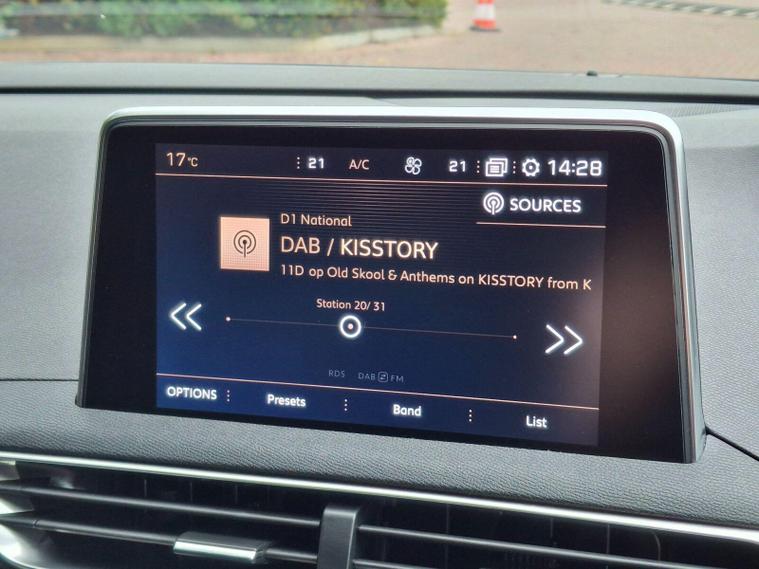 17°C 21 A/C 21 14:28
SOURCES
D1 National
DAB / KISSTORY
11D op Old Skool & Anthems on KISSTORY from K
Station 20/ 31
RDS DAB FM
OPTIONS Presets Band List